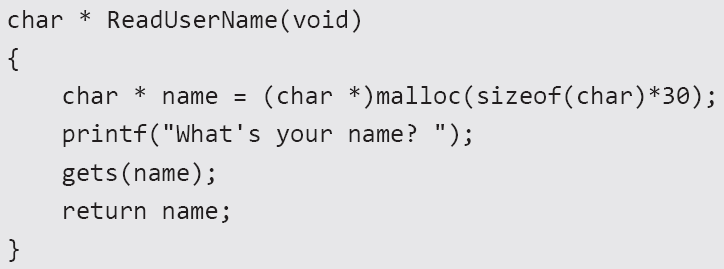 char * ReadUserName(void)
{
    char * name = (char *)malloc(sizeof(char)*30);
    printf("What's your name? ");
    gets(name);
    return name;
}